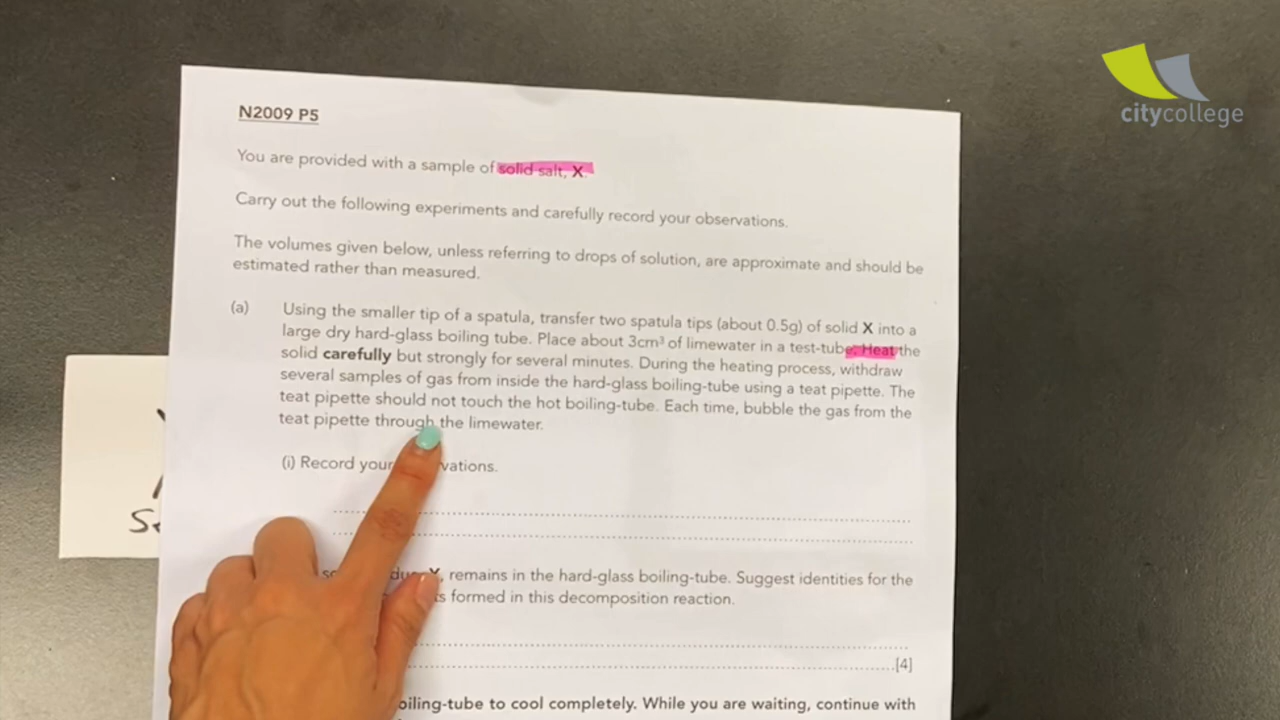 citycollege
N2009 P5
You are provided with a sample of solid salt, X.
Carry out the following experiments and carefully record your observations.
The volumes given below, unless referring to drops of solution, are approximate and should be
estimated rather than measured.
(a) Using the smaller tip of a spatula, transfer two spatula tips (about 0.5g) of solid X into a
large dry hard-glass boiling tube. Place about 3cm³ of limewater in a test-tube. Heat the
solid carefully but strongly for several minutes. During the heating process, withdraw
several samples of gas from inside the hard-glass boiling-tube using a teat pipette. The
teat pipette should not touch the hot boiling-tube. Each time, bubble the gas from the
teat pipette through the limewater.
(i) Record your vations.
Y, remains in the hard-glass boiling-tube. Suggest identities for the
s formed in this decomposition reaction.
[4]
oiling-tube to cool completely. While you are waiting, continue with